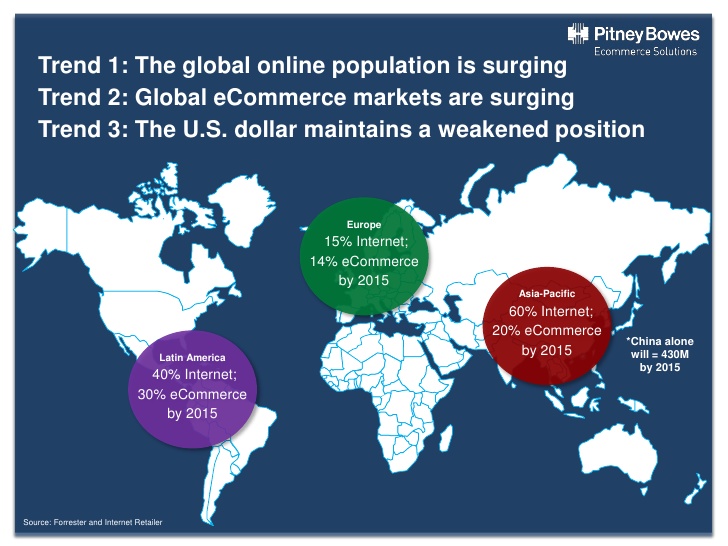 PitneyBowes
Ecommerce Solutions
Trend 1: The global online population is surging
Trend 2: Global eCommerce markets are surging
Trend 3: The U.S. dollar maintains a weakened position
Europe
15% Internet;
14% eCommerce
by 2015
Asia-Pacific
60% Internet;
20% eCommerce
by 2015
*China alone
will = 430M
by 2015
Latin America
40% Internet;
30% eCommerce
by 2015
Source: Forrester and Internet Retailer